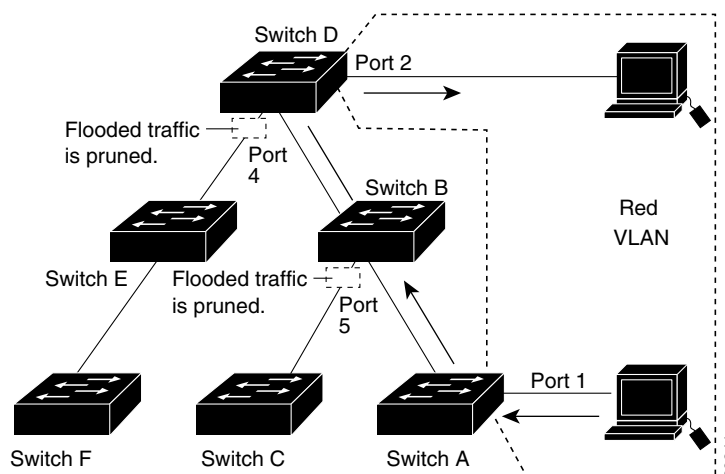 Switch D
Port 2
Flooded traffic
is pruned.
Port
4
Switch B
Red
VLAN
Switch E
Flooded traffic
is pruned.
Port
5
Port 1
Switch F
Switch C
Switch A